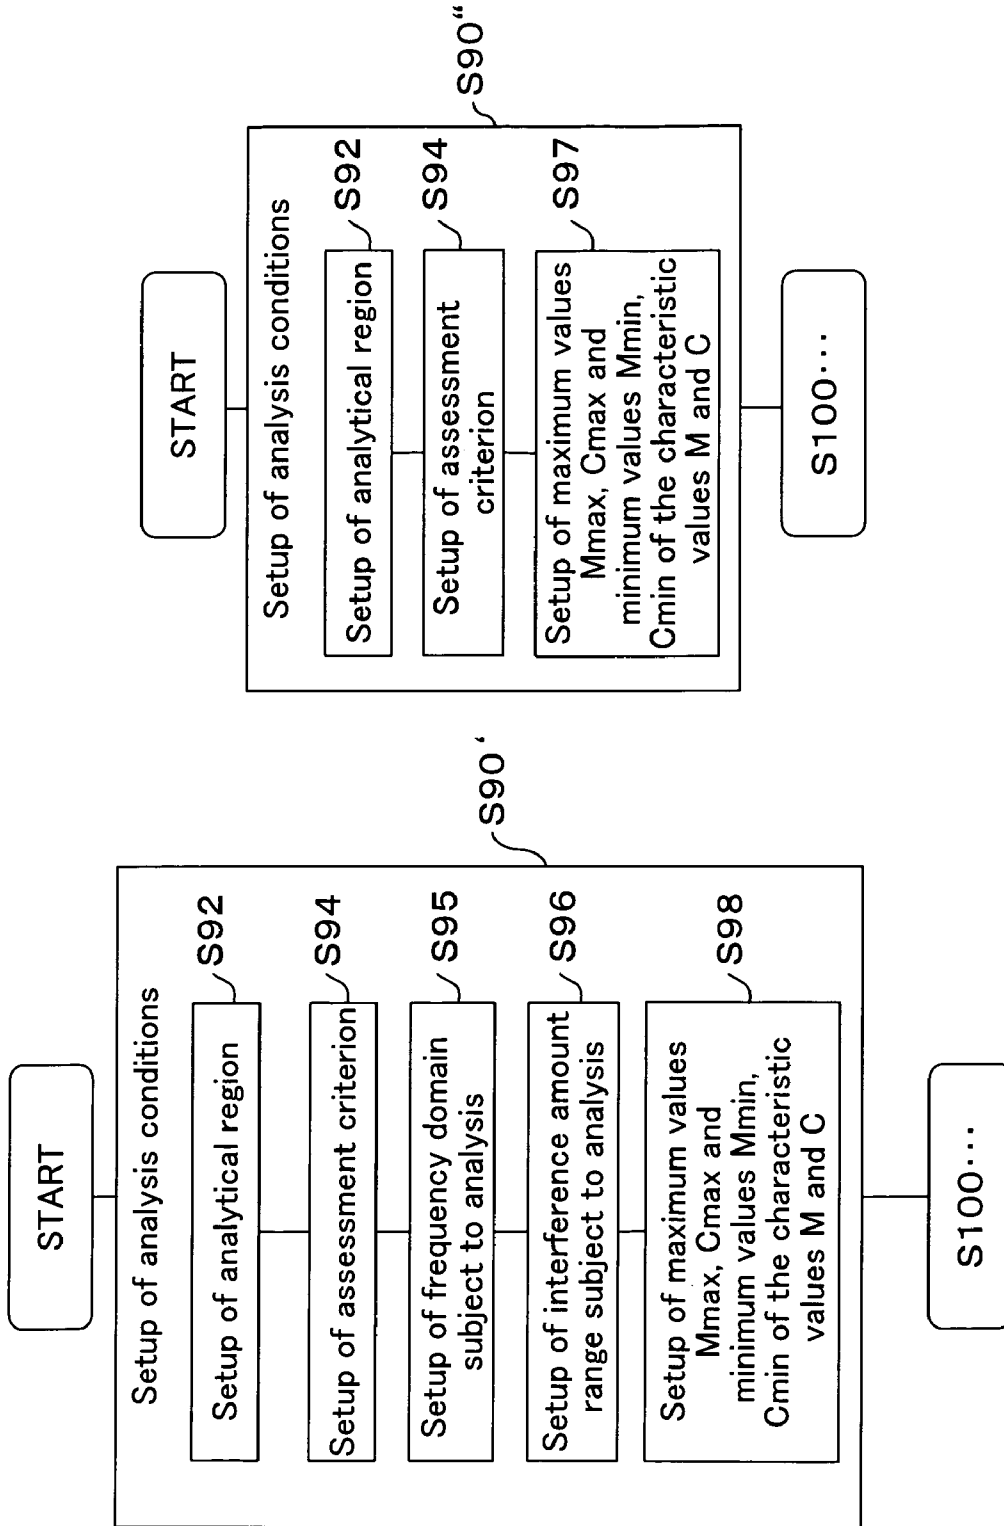 START
Setup of analysis conditions
S90‘
Setup of analytical region
S92
Setup of assessment criterion
S94
Setup of frequency domain
subject to analysis
S95
Setup of interference amount
range subject to analysis
S96
Setup of maximum values
Mmax, Cmax and
minimum values Mmin,
Cmin of the characteristic
values M and C
S98
S100···
START
Setup of analysis conditions
S90“
Setup of analytical region
S92
Setup of assessment
criterion
S94
Setup of maximum values
Mmax, Cmax and
minimum values Mmin,
Cmin of the characteristic
values M and C
S97
S100···